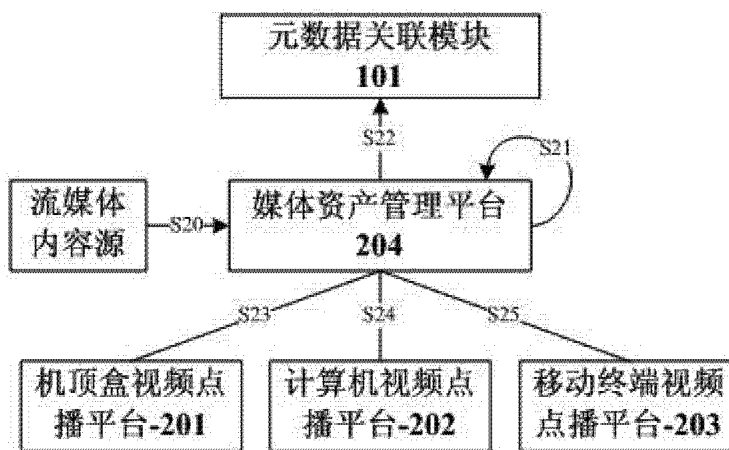 元数据关联模块
101
S22
S21
流媒体
内容源
S20
媒体资产管理平台
204
S23
S24
S25
机顶盒视频点
播平台-201
计算机视频点
播平台-202
移动终端视频
点播平台-203